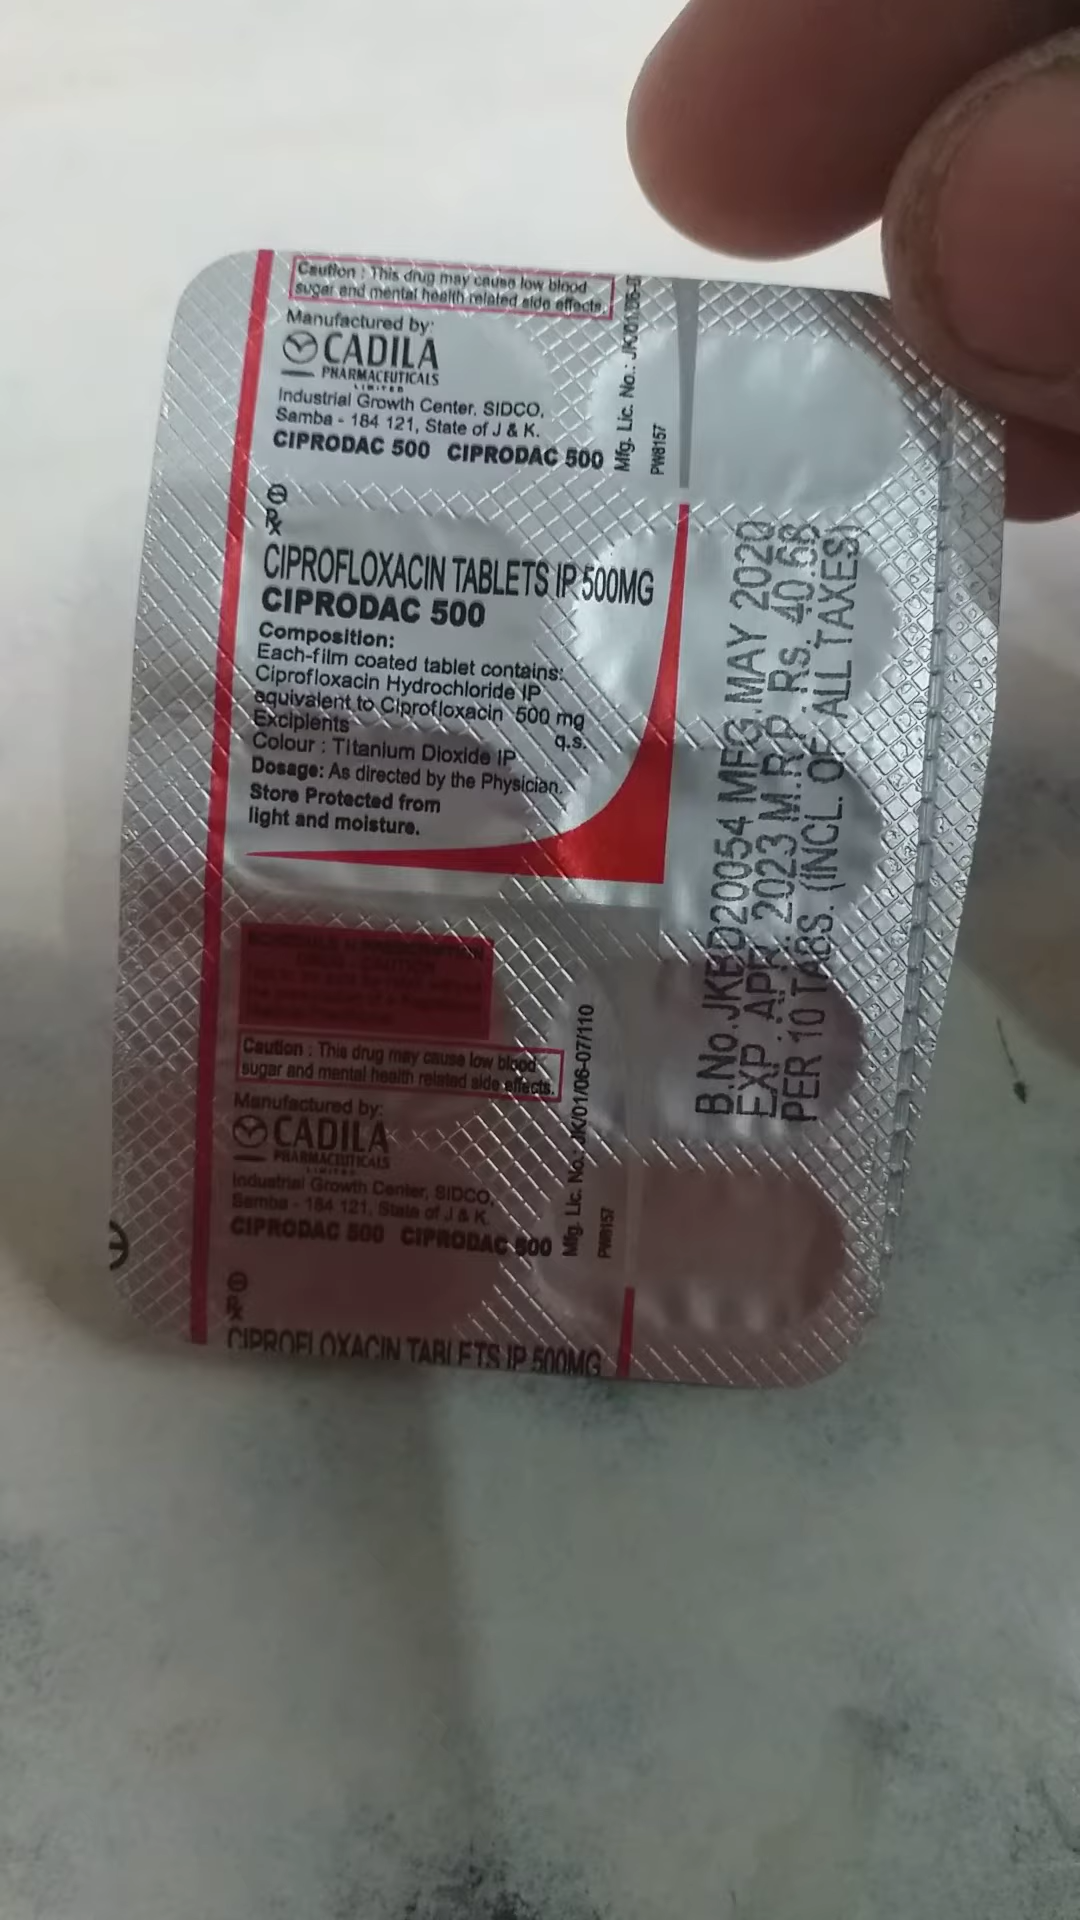 Caution : This drug may cause low blood
sugar and mental health related side effects.
Manufactured by:
CADILA
PHARMACEUTICALS
LIMITED
Industrial Growth Center, SIDCO,
Samba - 184 121, State of J & K.
CIPRODAC 500 CIPRODAC 500
Mfg. Lic. No.: JK/01/06-07
PW8157
Rx
CIPROFLOXACIN TABLETS IP 500MG
CIPRODAC 500
Composition:
Each-film coated tablet contains:
Ciprofloxacin Hydrochloride IP
equivalent to Ciprofloxacin 500 mg
Excipients q.s.
Colour : Titanium Dioxide IP
Dosage: As directed by the Physician.
Store Protected from
light and moisture.
B.No.JKBD20054 MFG.MAY 2020
EXP. APR. 2023 M.R.P. Rs. 40.68
PER 10 TABS. (INCL. OF ALL TAXES)
DRUG - CAUTION
Caution : This drug may cause low blood
sugar and mental health related side effects.
Manufactured by:
CADILA
PHARMACEUTICALS
LIMITED
Industrial Growth Center, SIDCO,
Samba - 184 121, State of J & K.
CIPRODAC 500 CIPRODAC 500
Mfg. Lic. No.: JK/01/06-07/110
PW8157
Rx
CIPROFLOXACIN TABLETS IP 500MG